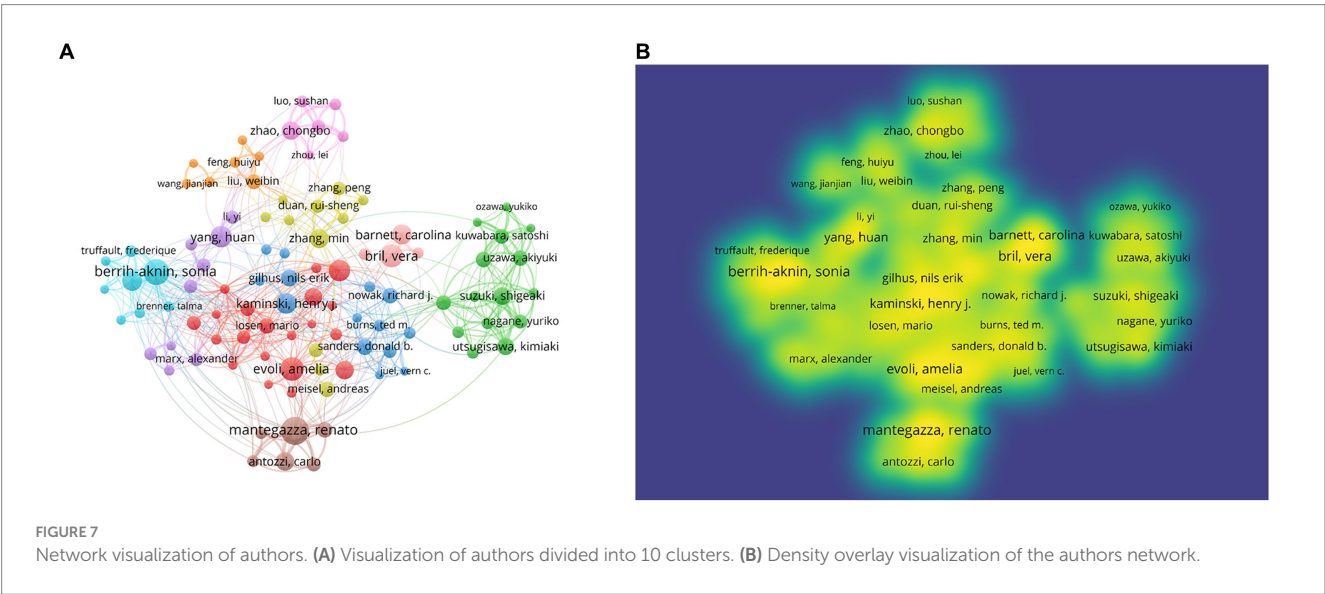 A
luo, sushan
zhao, chongbo
zhou, lei
feng, huiyu
wang, jianjian
liu, weibin
zhang, peng
duan, rui-sheng
li, yi
yang, huan
zhang, min
barnett, carolina
bril, vera
ozawa, yukiko
kuwabara, satoshi
uzawa, akiyuki
truffault, frederique
berrih-aknin, sonia
gilhus, nils erik
brenner, talma
kaminski, henry j.
nowak, richard j.
suzuki, shigeaki
losen, mario
burns, ted m.
nagane, yuriko
sanders, donald b.
utsugisawa, kimiaki
marx, alexander
evoli, amelia
juel, vern c.
meisel, andreas
mantegazza, renato
antozzi, carlo
B
luo, sushan
zhao, chongbo
zhou, lei
feng, huiyu
wang, jianjian
liu, weibin
zhang, peng
duan, rui-sheng
li, yi
yang, huan
zhang, min
barnett, carolina
bril, vera
ozawa, yukiko
kuwabara, satoshi
uzawa, akiyuki
truffault, frederique
berrih-aknin, sonia
gilhus, nils erik
brenner, talma
kaminski, henry j.
nowak, richard j.
suzuki, shigeaki
losen, mario
burns, ted m.
nagane, yuriko
sanders, donald b.
utsugisawa, kimiaki
marx, alexander
evoli, amelia
juel, vern c.
meisel, andreas
mantegazza, renato
antozzi, carlo
FIGURE 7
Network visualization of authors. (A) Visualization of authors divided into 10 clusters. (B) Density overlay visualization of the authors network.